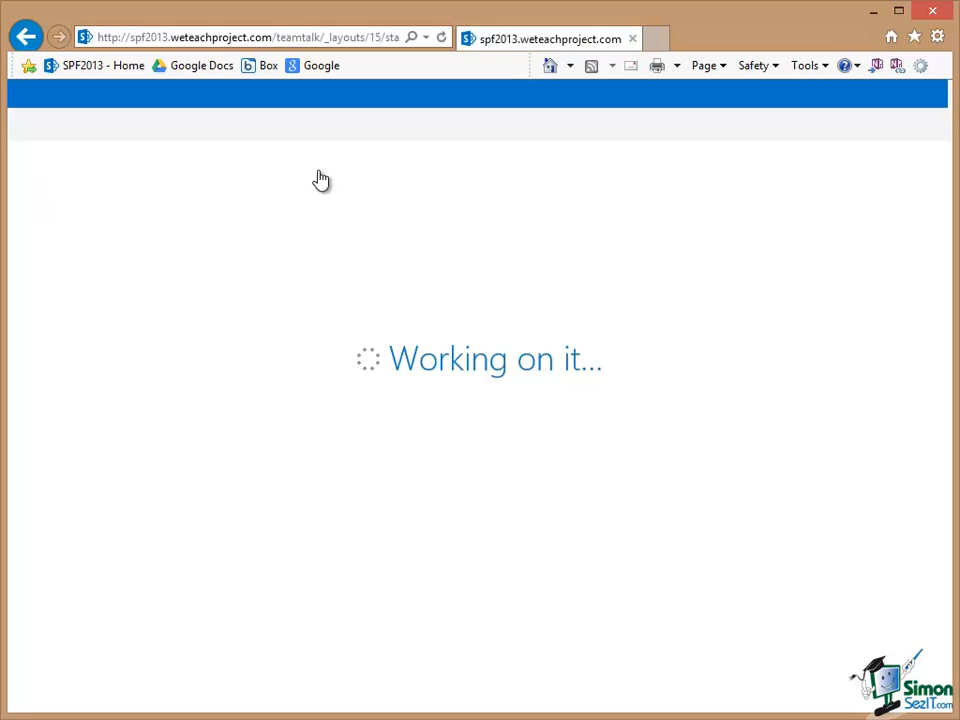 http://spf2013.weteachproject.com/teamtalk/_layouts/15/sta
spf2013.weteachproject.com
SPF2013 - Home
Google Docs
Box
Google
Page
Safety
Tools
Working on it...
Simon
SezIT.com